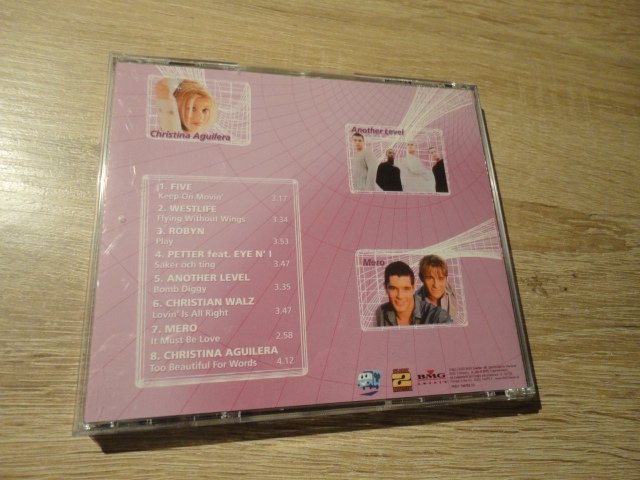 Christina Aguilera
Another Level
Mero
1. FIVE
Keep On Movin' 3.17
2. WESTLIFE
Flying Without Wings 3.34
3. ROBYN
Play 3.53
4. PETTER feat. EYE N' I
Saker och ting 3.47
5. ANOTHER LEVEL
Bomb Diggy 3.35
6. CHRISTIAN WALZ
Lovin' Is All Right 3.47
7. MERO
It Must Be Love 2.58
8. CHRISTINA AGUILERA
Too Beautiful For Words 4.12
a
BMG